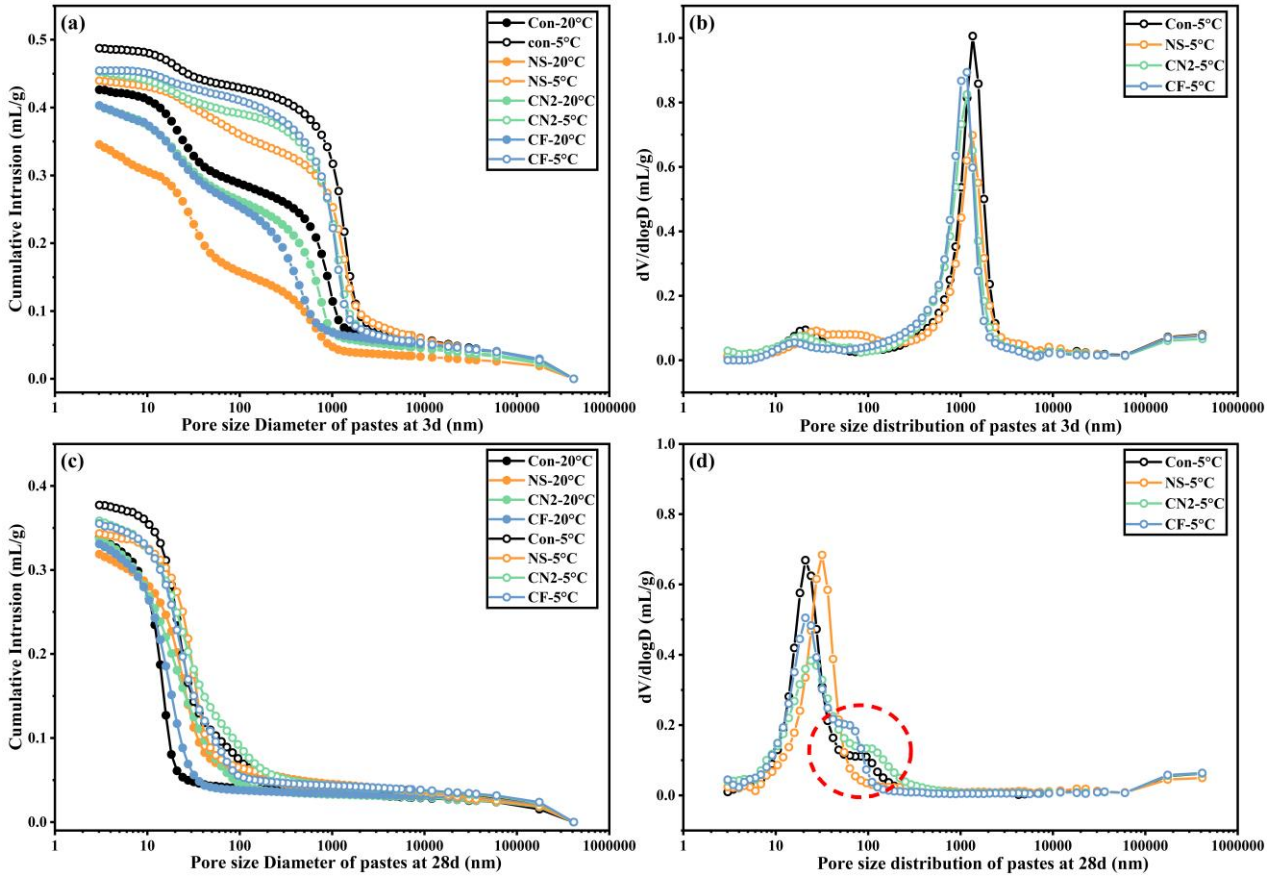 (a)
Con-20°C
con-5°C
NS-20°C
NS-5°C
CN2-20°C
CN2-5°C
CF-20°C
CF-5°C
Cumulative Intrusion (mL/g)
0.5
0.4
0.3
0.2
0.1
0.0
1 10 100 1000 10000 100000 1000000
Pore size Diameter of pastes at 3d (nm)
(b)
Con-5°C
NS-5°C
CN2-5°C
CF-5°C
dV/dlogD (mL/g)
1.0
0.8
0.6
0.4
0.2
0.0
1 10 100 1000 10000 100000 1000000
Pore size distribution of pastes at 3d (nm)
(c)
Con-20°C
NS-20°C
CN2-20°C
CF-20°C
Con-5°C
NS-5°C
CN2-5°C
CF-5°C
Cumulative Intrusion (mL/g)
0.4
0.3
0.2
0.1
0.0
1 10 100 1000 10000 100000 1000000
Pore size Diameter of pastes at 28d (nm)
(d)
Con-5°C
NS-5°C
CN2-5°C
CF-5°C
dV/dlogD (mL/g)
1.0
0.8
0.6
0.4
0.2
0.0
1 10 100 1000 10000 100000 1000000
Pore size distribution of pastes at 28d (nm)